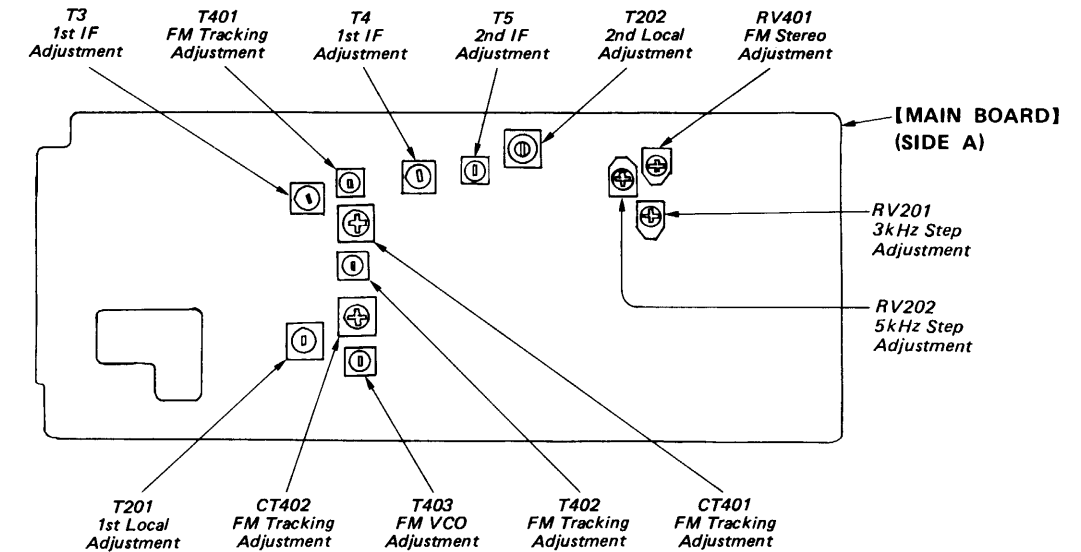 T3
1st IF
Adjustment
T401
FM Tracking
Adjustment
T4
1st IF
Adjustment
T5
2nd IF
Adjustment
T202
2nd Local
Adjustment
RV401
FM Stereo
Adjustment
【MAIN BOARD】
(SIDE A)
RV201
3kHz Step
Adjustment
RV202
5kHz Step
Adjustment
T201
1st Local
Adjustment
CT402
FM Tracking
Adjustment
T403
FM VCO
Adjustment
T402
FM Tracking
Adjustment
CT401
FM Tracking
Adjustment